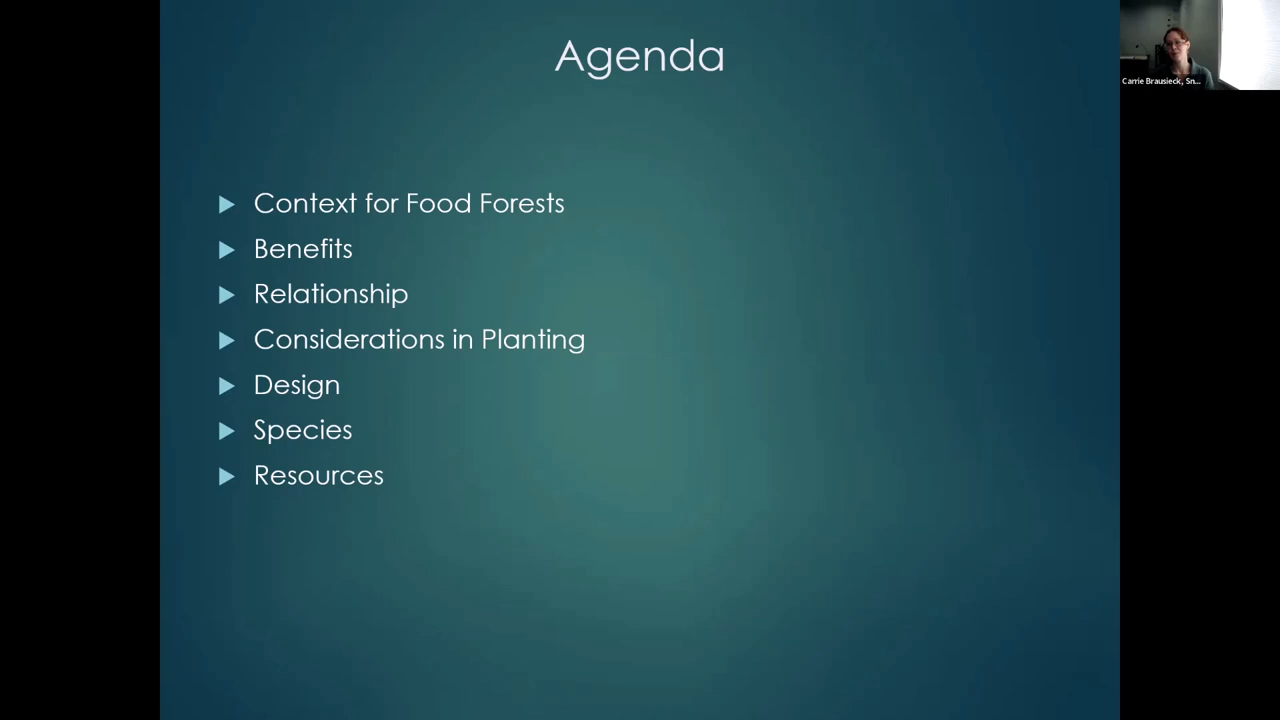 Agenda
Context for Food Forests
Benefits
Relationship
Considerations in Planting
Design
Species
Resources
Carrie Brausieck, Sn...